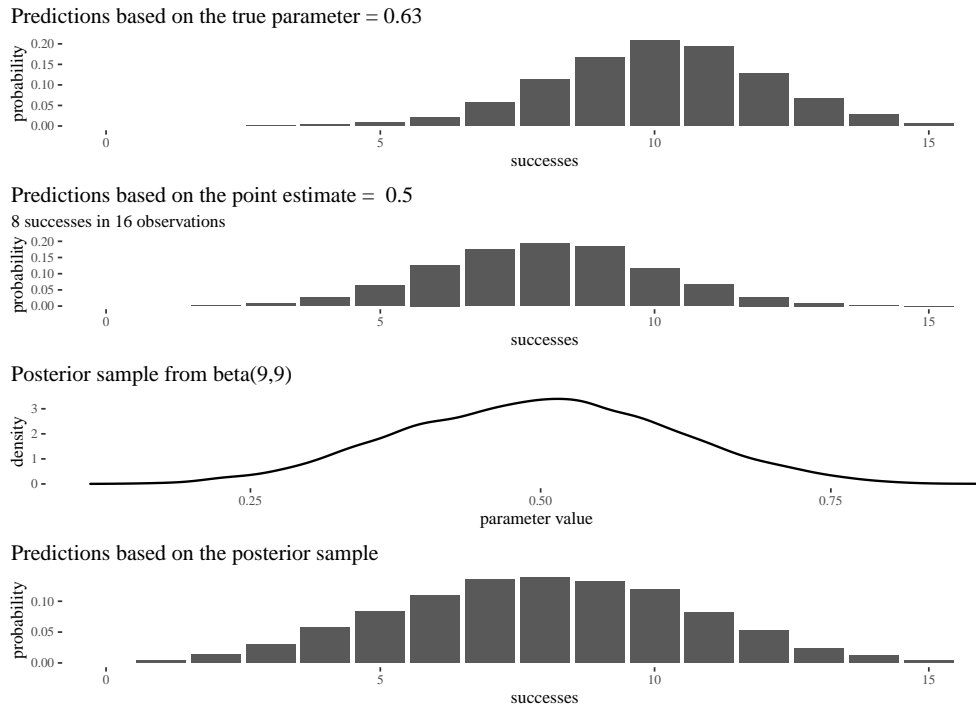 Predictions based on the true parameter = 0.63
probability
0.20
0.15
0.10
0.05
0.00
0 5 10 15
successes
Predictions based on the point estimate = 0.5
8 successes in 16 observations
probability
0.20
0.15
0.10
0.05
0.00
0 5 10 15
successes
Posterior sample from beta(9,9)
density
3
2
1
0
0.25 0.50 0.75
parameter value
Predictions based on the posterior sample
probability
0.10
0.05
0.00
0 5 10 15
successes